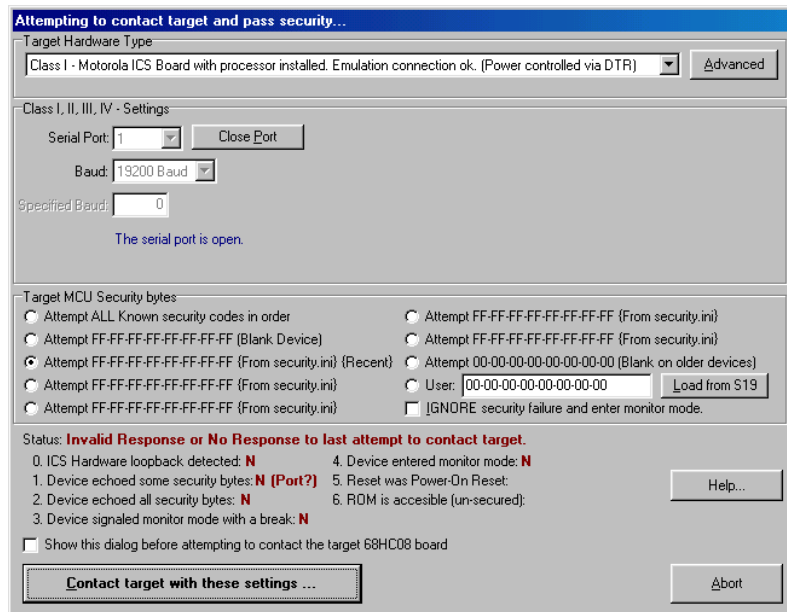 Attempting to contact target and pass security...
Target Hardware Type
Class I - Motorola ICS Board with processor installed. Emulation connection ok. (Power controlled via DTR)
Advanced
Class I, II, III, IV - Settings
Serial Port: 1
Close Port
Baud: 19200 Baud
Specified Baud: 0
The serial port is open.
Target MCU Security bytes
Attempt ALL Known security codes in order
Attempt FF-FF-FF-FF-FF-FF-FF-FF (Blank Device)
Attempt FF-FF-FF-FF-FF-FF-FF-FF {From security.ini} {Recent}
Attempt FF-FF-FF-FF-FF-FF-FF-FF {From security.ini}
Attempt FF-FF-FF-FF-FF-FF-FF-FF {From security.ini}
Attempt FF-FF-FF-FF-FF-FF-FF-FF {From security.ini}
Attempt FF-FF-FF-FF-FF-FF-FF-FF {From security.ini}
Attempt 00-00-00-00-00-00-00-00 (Blank on older devices)
User: 00-00-00-00-00-00-00-00
Load from S19
IGNORE security failure and enter monitor mode.
Status: Invalid Response or No Response to last attempt to contact target.
0. ICS Hardware loopback detected: N
1. Device echoed some security bytes: N (Port?)
2. Device echoed all security bytes: N
3. Device signaled monitor mode with a break: N
4. Device entered monitor mode: N
5. Reset was Power-On Reset:
6. ROM is accesible (un-secured):
Help...
Show this dialog before attempting to contact the target 68HC08 board
Contact target with these settings ...
Abort